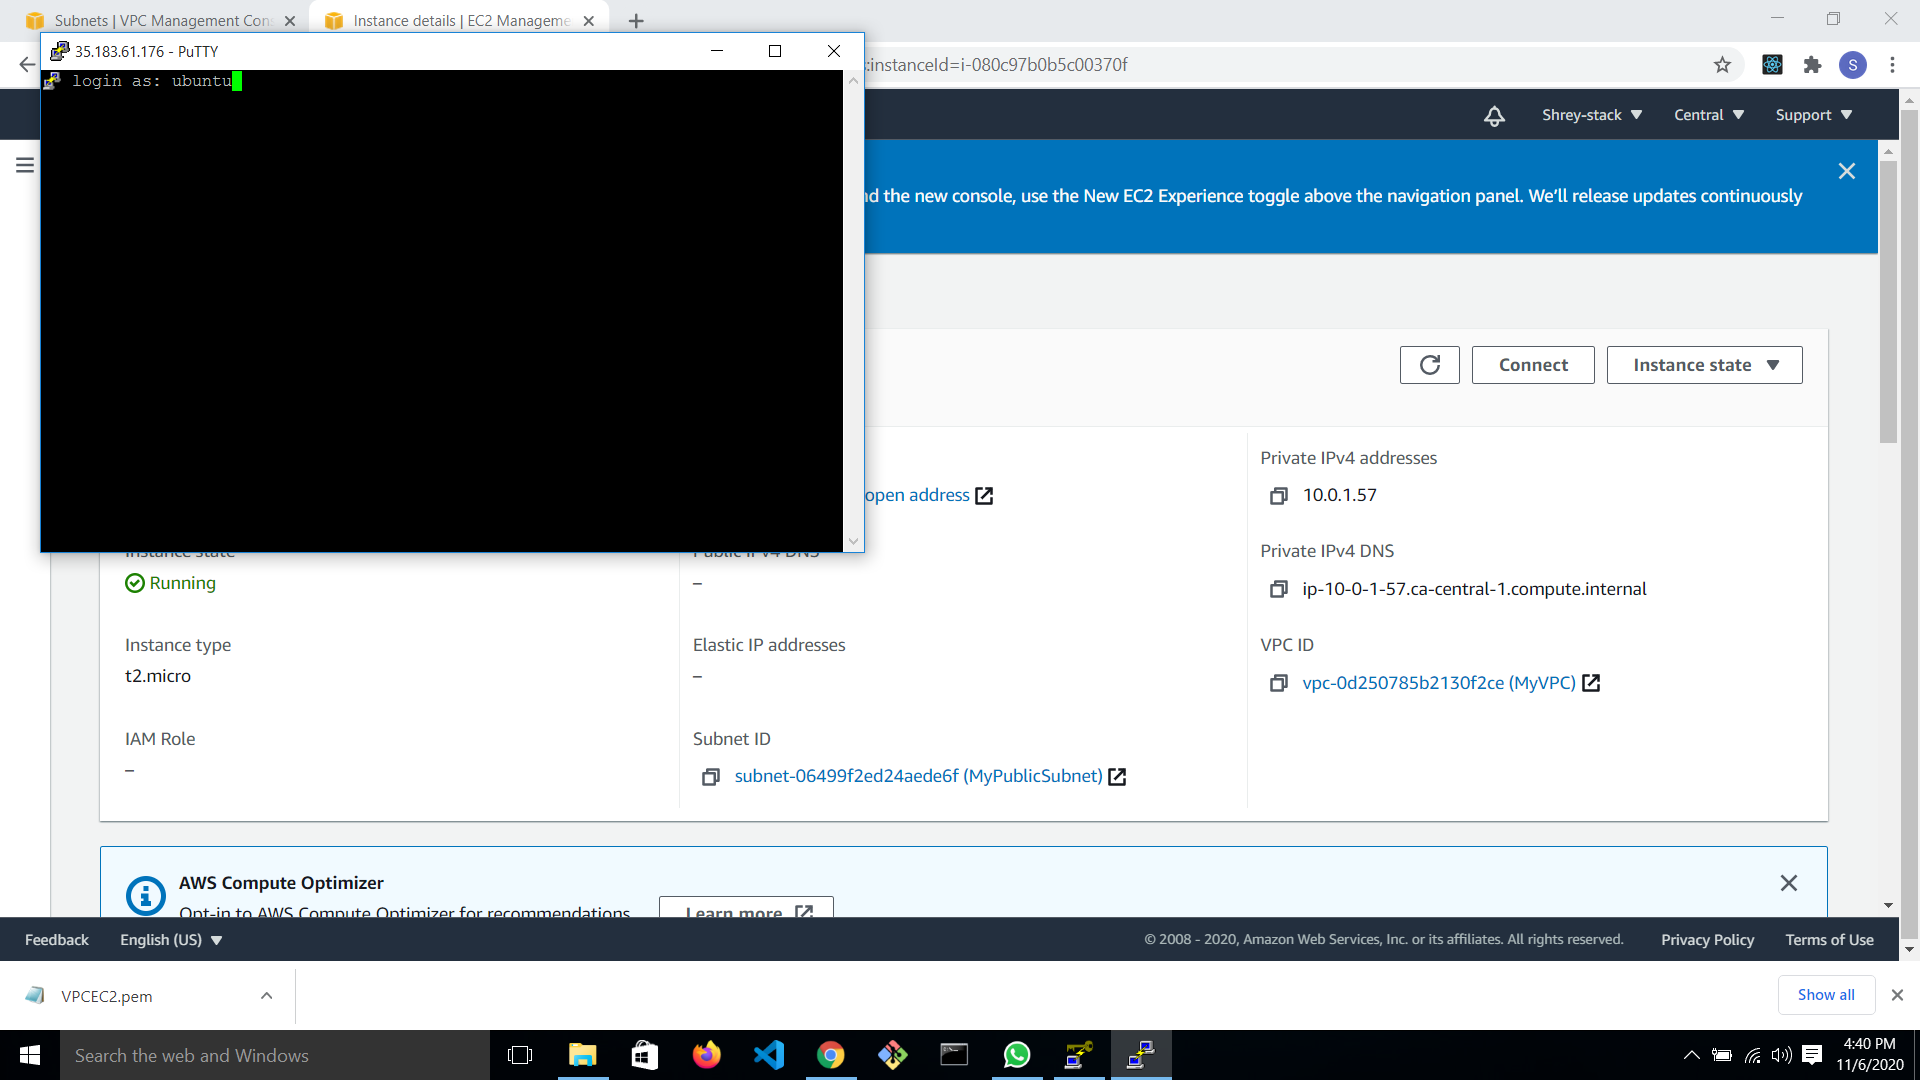 Subnets | VPC Management Con
Instance details | EC2 Manageme
35.183.61.176 - PuTTY
login as: ubuntu
:instanceId=i-080c97b0b5c00370f
S
Shrey-stack
Central
Support
nd the new console, use the New EC2 Experience toggle above the navigation panel. We'll release updates continuously
Connect
Instance state
open address
Private IPv4 addresses
10.0.1.57
Instance state
Running
Public IPv4 DNS
–
Private IPv4 DNS
ip-10-0-1-57.ca-central-1.compute.internal
Instance type
t2.micro
Elastic IP addresses
–
VPC ID
vpc-0d250785b2130f2ce (MyVPC)
IAM Role
–
Subnet ID
subnet-06499f2ed24aede6f (MyPublicSubnet)
AWS Compute Optimizer
Opt-in to AWS Compute Optimizer for recommendations
Learn more
Feedback
English (US)
© 2008 - 2020, Amazon Web Services, Inc. or its affiliates. All rights reserved.
Privacy Policy
Terms of Use
VPCEC2.pem
Show all
Search the web and Windows
4:40 PM
11/6/2020